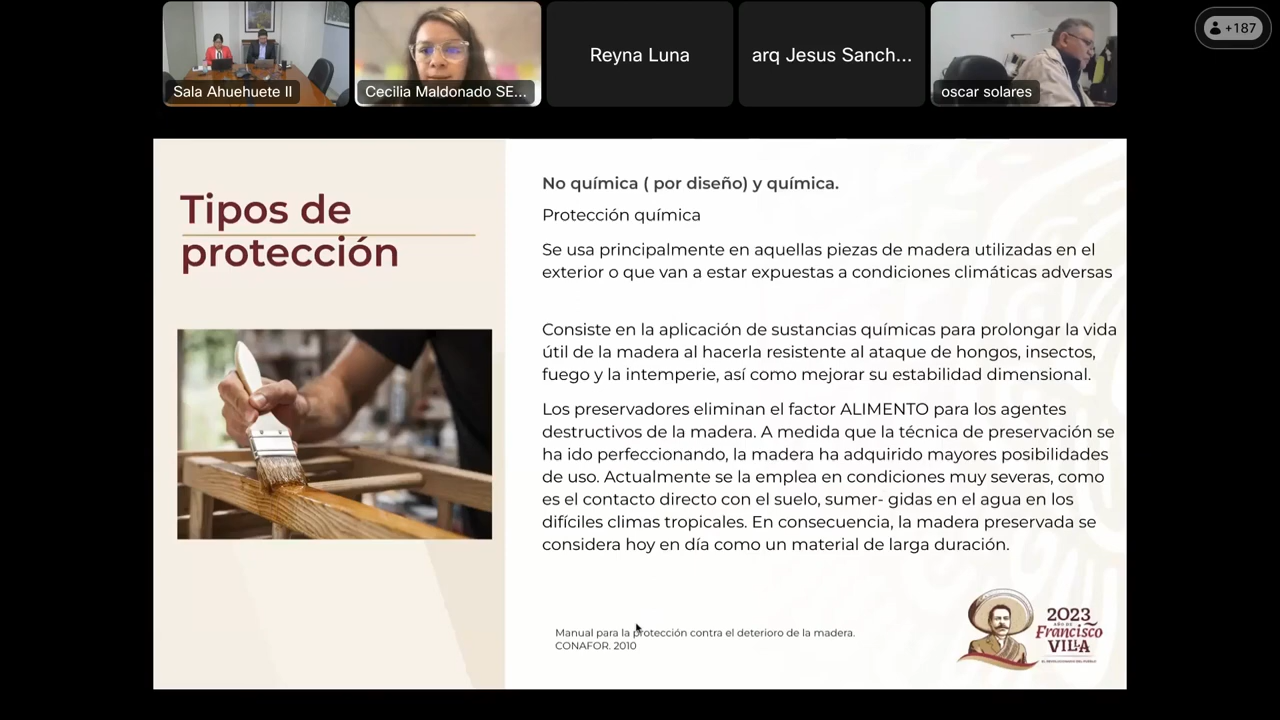 +187
Sala Ahuehuete II
Cecilia Maldonado SE...
Reyna Luna
arq Jesus Sanch...
oscar solares
Tipos de
protección
No química ( por diseño) y química.
Protección química
Se usa principalmente en aquellas piezas de madera utilizadas en el
exterior o que van a estar expuestas a condiciones climáticas adversas
Consiste en la aplicación de sustancias químicas para prolongar la vida
útil de la madera al hacerla resistente al ataque de hongos, insectos,
fuego y la intemperie, así como mejorar su estabilidad dimensional.
Los preservadores eliminan el factor ALIMENTO para los agentes
destructivos de la madera. A medida que la técnica de preservación se
ha ido perfeccionando, la madera ha adquirido mayores posibilidades
de uso. Actualmente se la emplea en condiciones muy severas, como
es el contacto directo con el suelo, sumer- gidas en el agua en los
difíciles climas tropicales. En consecuencia, la madera preservada se
considera hoy en día como un material de larga duración.
Manual para la protección contra el deterioro de la madera.
CONAFOR. 2010
2023
AÑO DE
Francisco
VILLA
EL REVOLUCIONARIO DEL PUEBLO